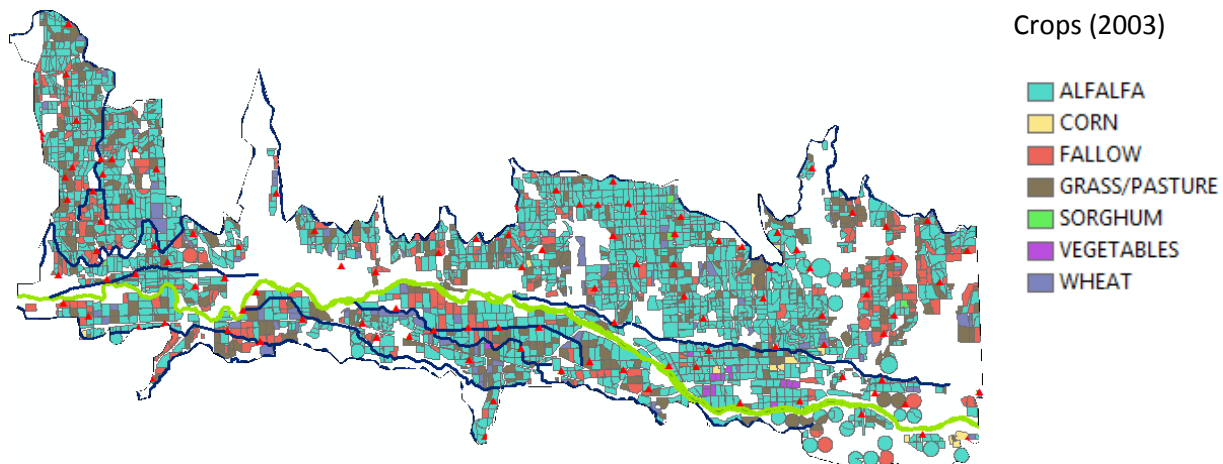 Crops (2003)
ALFALFA
CORN
FALLOW
GRASS/PASTURE
SORGHUM
VEGETABLES
WHEAT